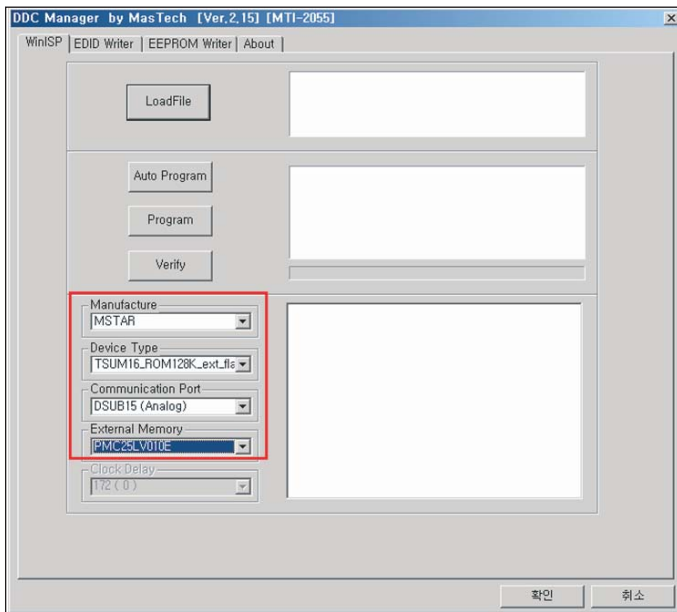 DDC Manager by MasTech [Ver,2,15] [MTI-2055]
WinISP EDID Writer EEPROM Writer About
LoadFile
Auto Program
Program
Verify
Manufacture
MSTAR
Device Type
TSUM16_ROM128K_ext_fla
Communication Port
DSUB15 (Analog)
External Memory
PMC25LV010E
Clock Delay
172 ( 0 )
확인 취소